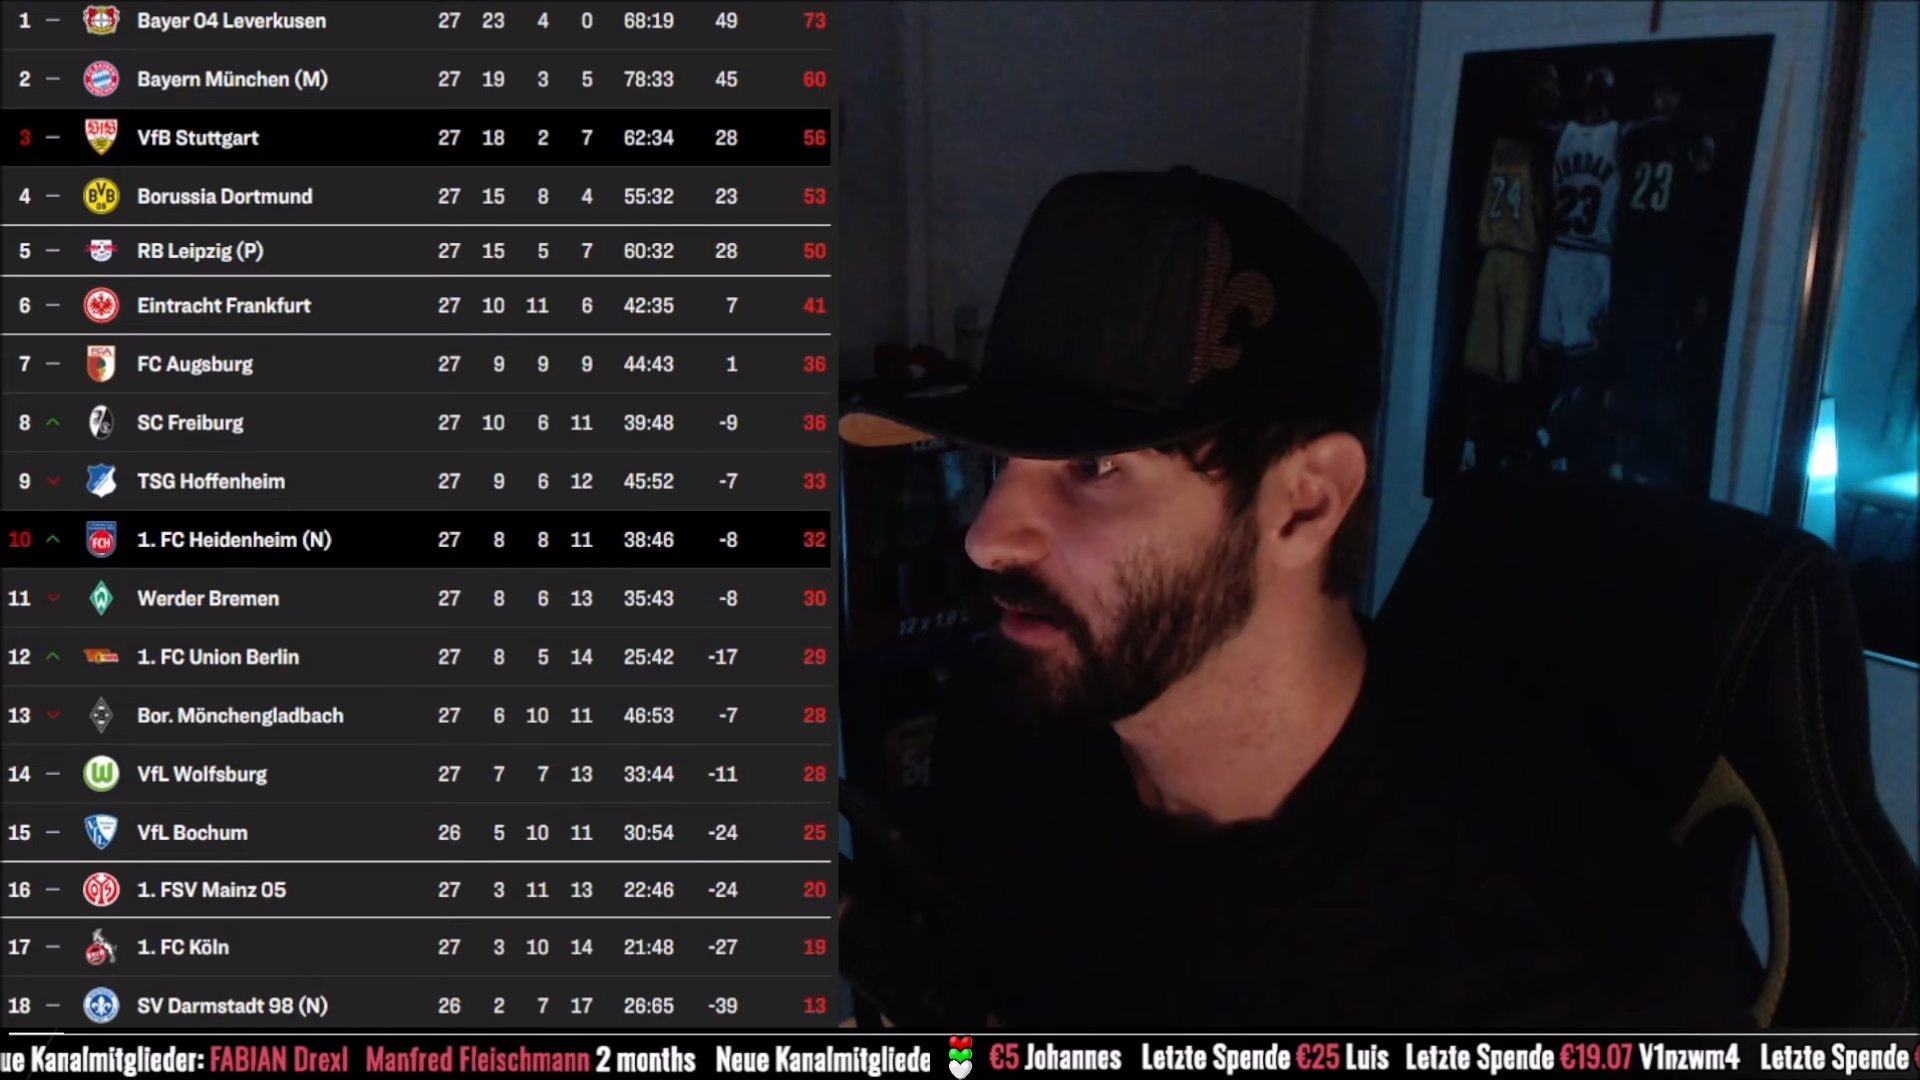 1 – Bayer 04 Leverkusen 27 23 4 0 68:19 49 73
2 – Bayern München (M) 27 19 3 5 78:33 45 60
3 – VfB Stuttgart 27 18 2 7 62:34 28 56
4 – Borussia Dortmund 27 15 8 4 55:32 23 53
5 – RB Leipzig (P) 27 15 5 7 60:32 28 50
6 – Eintracht Frankfurt 27 10 11 6 42:35 7 41
7 – FC Augsburg 27 9 9 9 44:43 1 36
8 SC Freiburg 27 10 6 11 39:48 -9 36
9 TSG Hoffenheim 27 9 6 12 45:52 -7 33
10 1. FC Heidenheim (N) 27 8 8 11 38:46 -8 32
11 Werder Bremen 27 8 6 13 35:43 -8 30
12 1. FC Union Berlin 27 8 5 14 25:42 -17 29
13 Bor. Mönchengladbach 27 6 10 11 46:53 -7 28
14 – VfL Wolfsburg 27 7 7 13 33:44 -11 28
15 – VfL Bochum 26 5 10 11 30:54 -24 25
16 – 1. FSV Mainz 05 27 3 11 13 22:46 -24 20
17 – 1. FC Köln 27 3 10 14 21:48 -27 19
18 – SV Darmstadt 98 (N) 26 2 7 17 26:65 -39 13
24
JORDAN
23
23
12 x 1.0
ue Kanalmitglieder: FABIAN Drexl Manfred Fleischmann 2 months Neue Kanalmitgliede
€5 Johannes Letzte Spende €25 Luis Letzte Spende €19.07 V1nzwm4 Letzte Spende